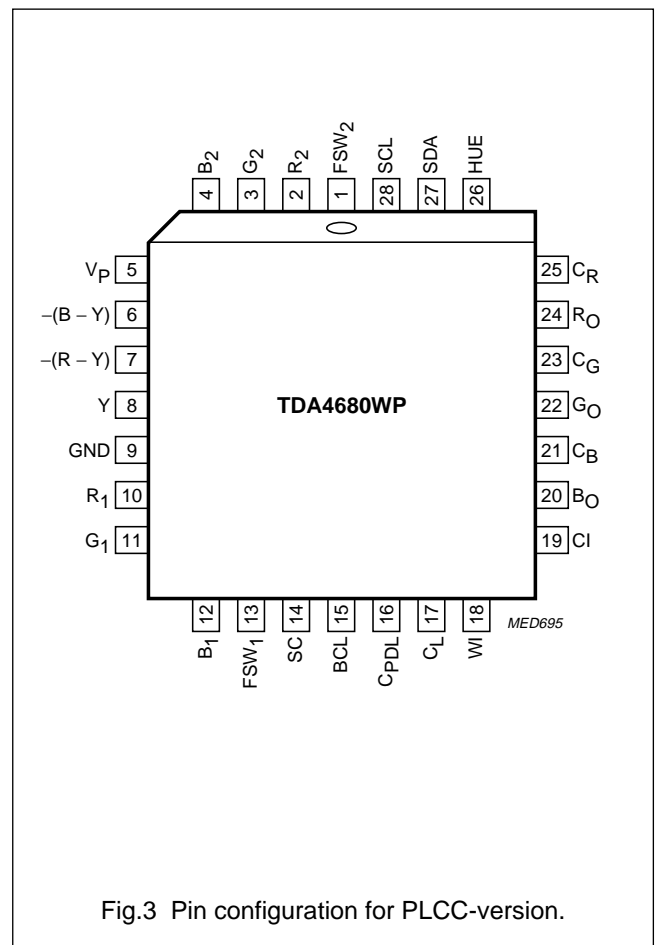 B2 G2 R2 FSW2 SCL SDA HUE
4 3 2 1 28 27 26
VP 5 25 CR
−(B − Y) 6 24 RO
−(R − Y) 7 23 CG
Y 8 TDA4680WP 22 GO
GND 9 21 CB
R1 10 20 BO
G1 11 19 CI
12 13 14 15 16 17 18
B1 FSW1 SC BCL CPDL CL WI
MED695
Fig.3 Pin configuration for PLCC-version.